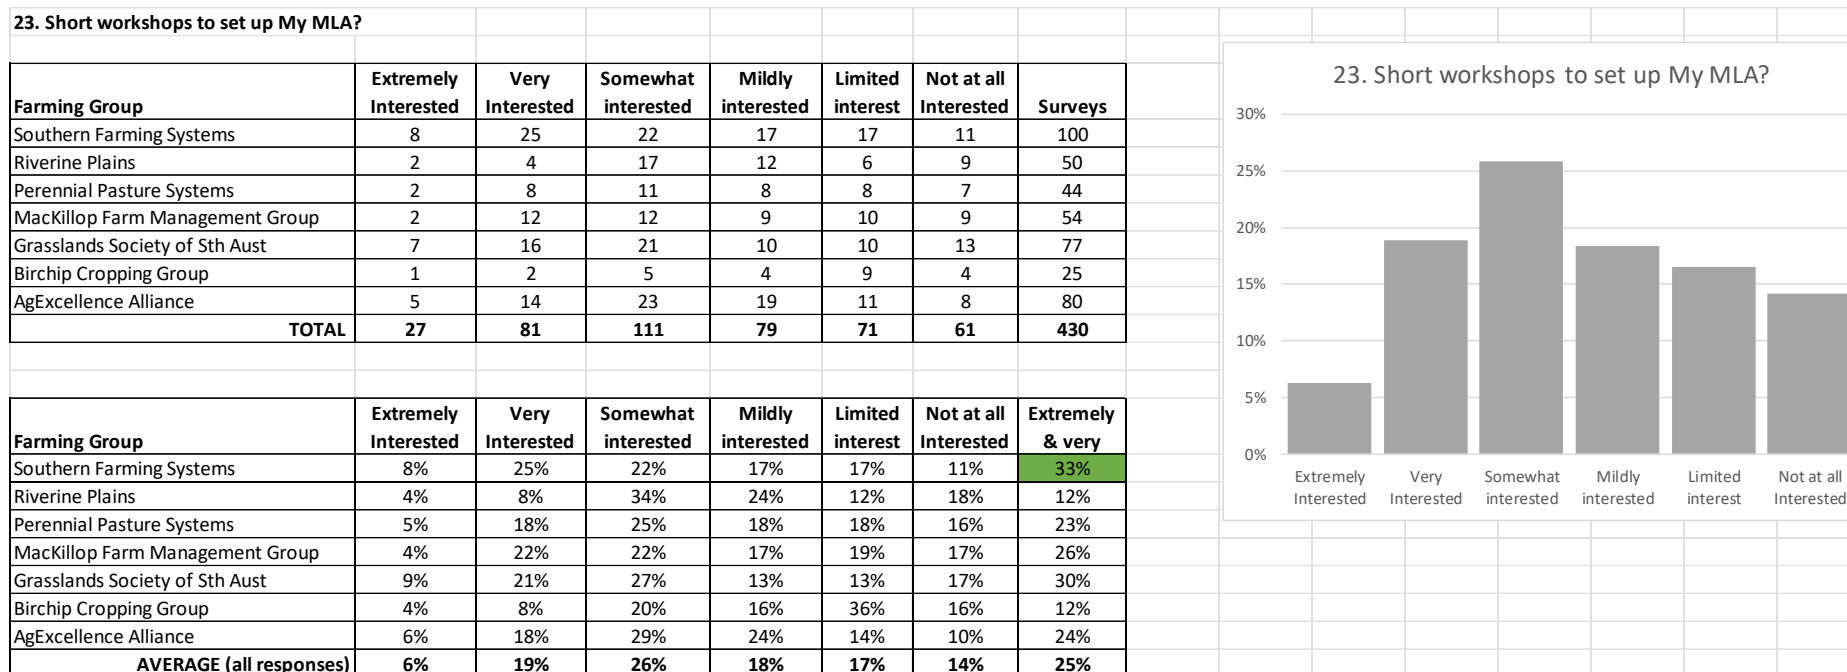 23. Short workshops to set up My MLA?
Farming Group Extremely Interested Very Interested Somewhat interested Mildly interested Limited interest Not at all Interested Surveys
Southern Farming Systems 8 25 22 17 17 11 100
Riverine Plains 2 4 17 12 6 9 50
Perennial Pasture Systems 2 8 11 8 8 7 44
MacKillop Farm Management Group 2 12 12 9 10 9 54
Grasslands Society of Sth Aust 7 16 21 10 10 13 77
Birchip Cropping Group 1 2 5 4 9 4 25
AgExcellence Alliance 5 14 23 19 11 8 80
TOTAL 27 81 111 79 71 61 430
Farming Group Extremely Interested Very Interested Somewhat interested Mildly interested Limited interest Not at all Interested Extremely & very
Southern Farming Systems 8% 25% 22% 17% 17% 11% 33%
Riverine Plains 4% 8% 34% 24% 12% 18% 12%
Perennial Pasture Systems 5% 18% 25% 18% 18% 16% 23%
MacKillop Farm Management Group 4% 22% 22% 17% 19% 17% 26%
Grasslands Society of Sth Aust 9% 21% 27% 13% 13% 17% 30%
Birchip Cropping Group 4% 8% 20% 16% 36% 16% 12%
AgExcellence Alliance 6% 18% 29% 24% 14% 10% 24%
AVERAGE (all responses) 6% 19% 26% 18% 17% 14% 25%
23. Short workshops to set up My MLA?
30%
25%
20%
15%
10%
5%
0%
Extremely Very Somewhat Mildly Limited Not at all
Interested Interested interested interested interest Interested